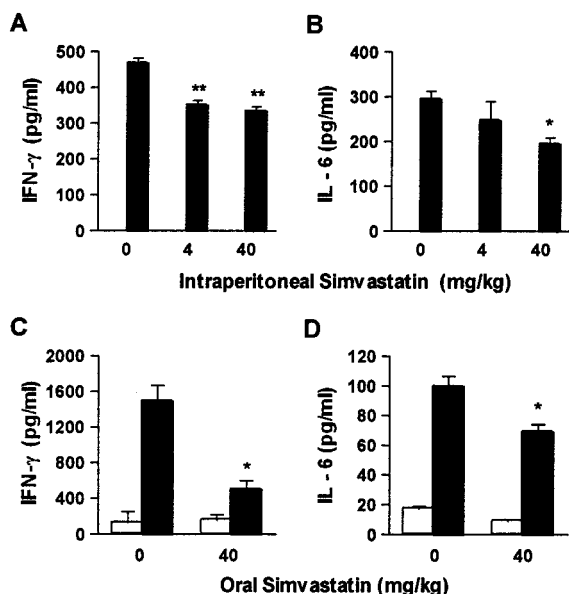 A
B
IFN-γ (pg/ml)
500
400
300
200
100
0
**
**
0 4 40
IL - 6 (pg/ml)
400
300
200
100
0
*
0 4 40
Intraperitoneal Simvastatin (mg/kg)
C
D
IFN-γ (pg/ml)
2000
1600
1200
800
400
0
*
0 40
IL - 6 (pg/ml)
120
100
80
60
40
20
0
*
0 40
Oral Simvastatin (mg/kg)